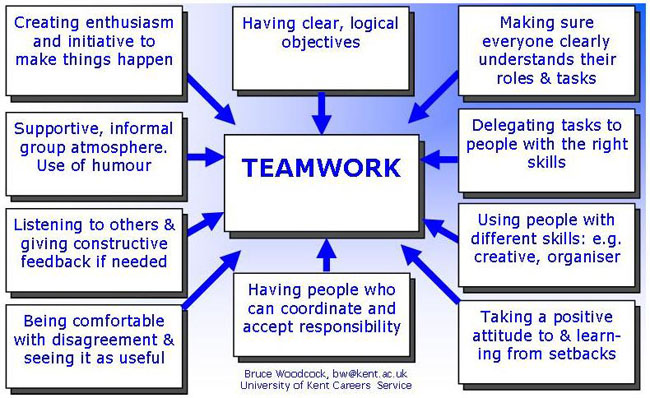 Creating enthusiasm
and initiative to
make things happen
Having clear, logical
objectives
Making sure
everyone clearly
understands their
roles & tasks
Supportive, informal
group atmosphere.
Use of humour
TEAMWORK
Delegating tasks to
people with the right
skills
Listening to others &
giving constructive
feedback if needed
Using people with
different skills: e.g.
creative, organiser
Being comfortable
with disagreement &
seeing it as useful
Having people who
can coordinate and
accept responsibility
Taking a positive
attitude to & learn-
ing from setbacks
Bruce Woodcock, bw@kent.ac.uk
University of Kent Careers Service